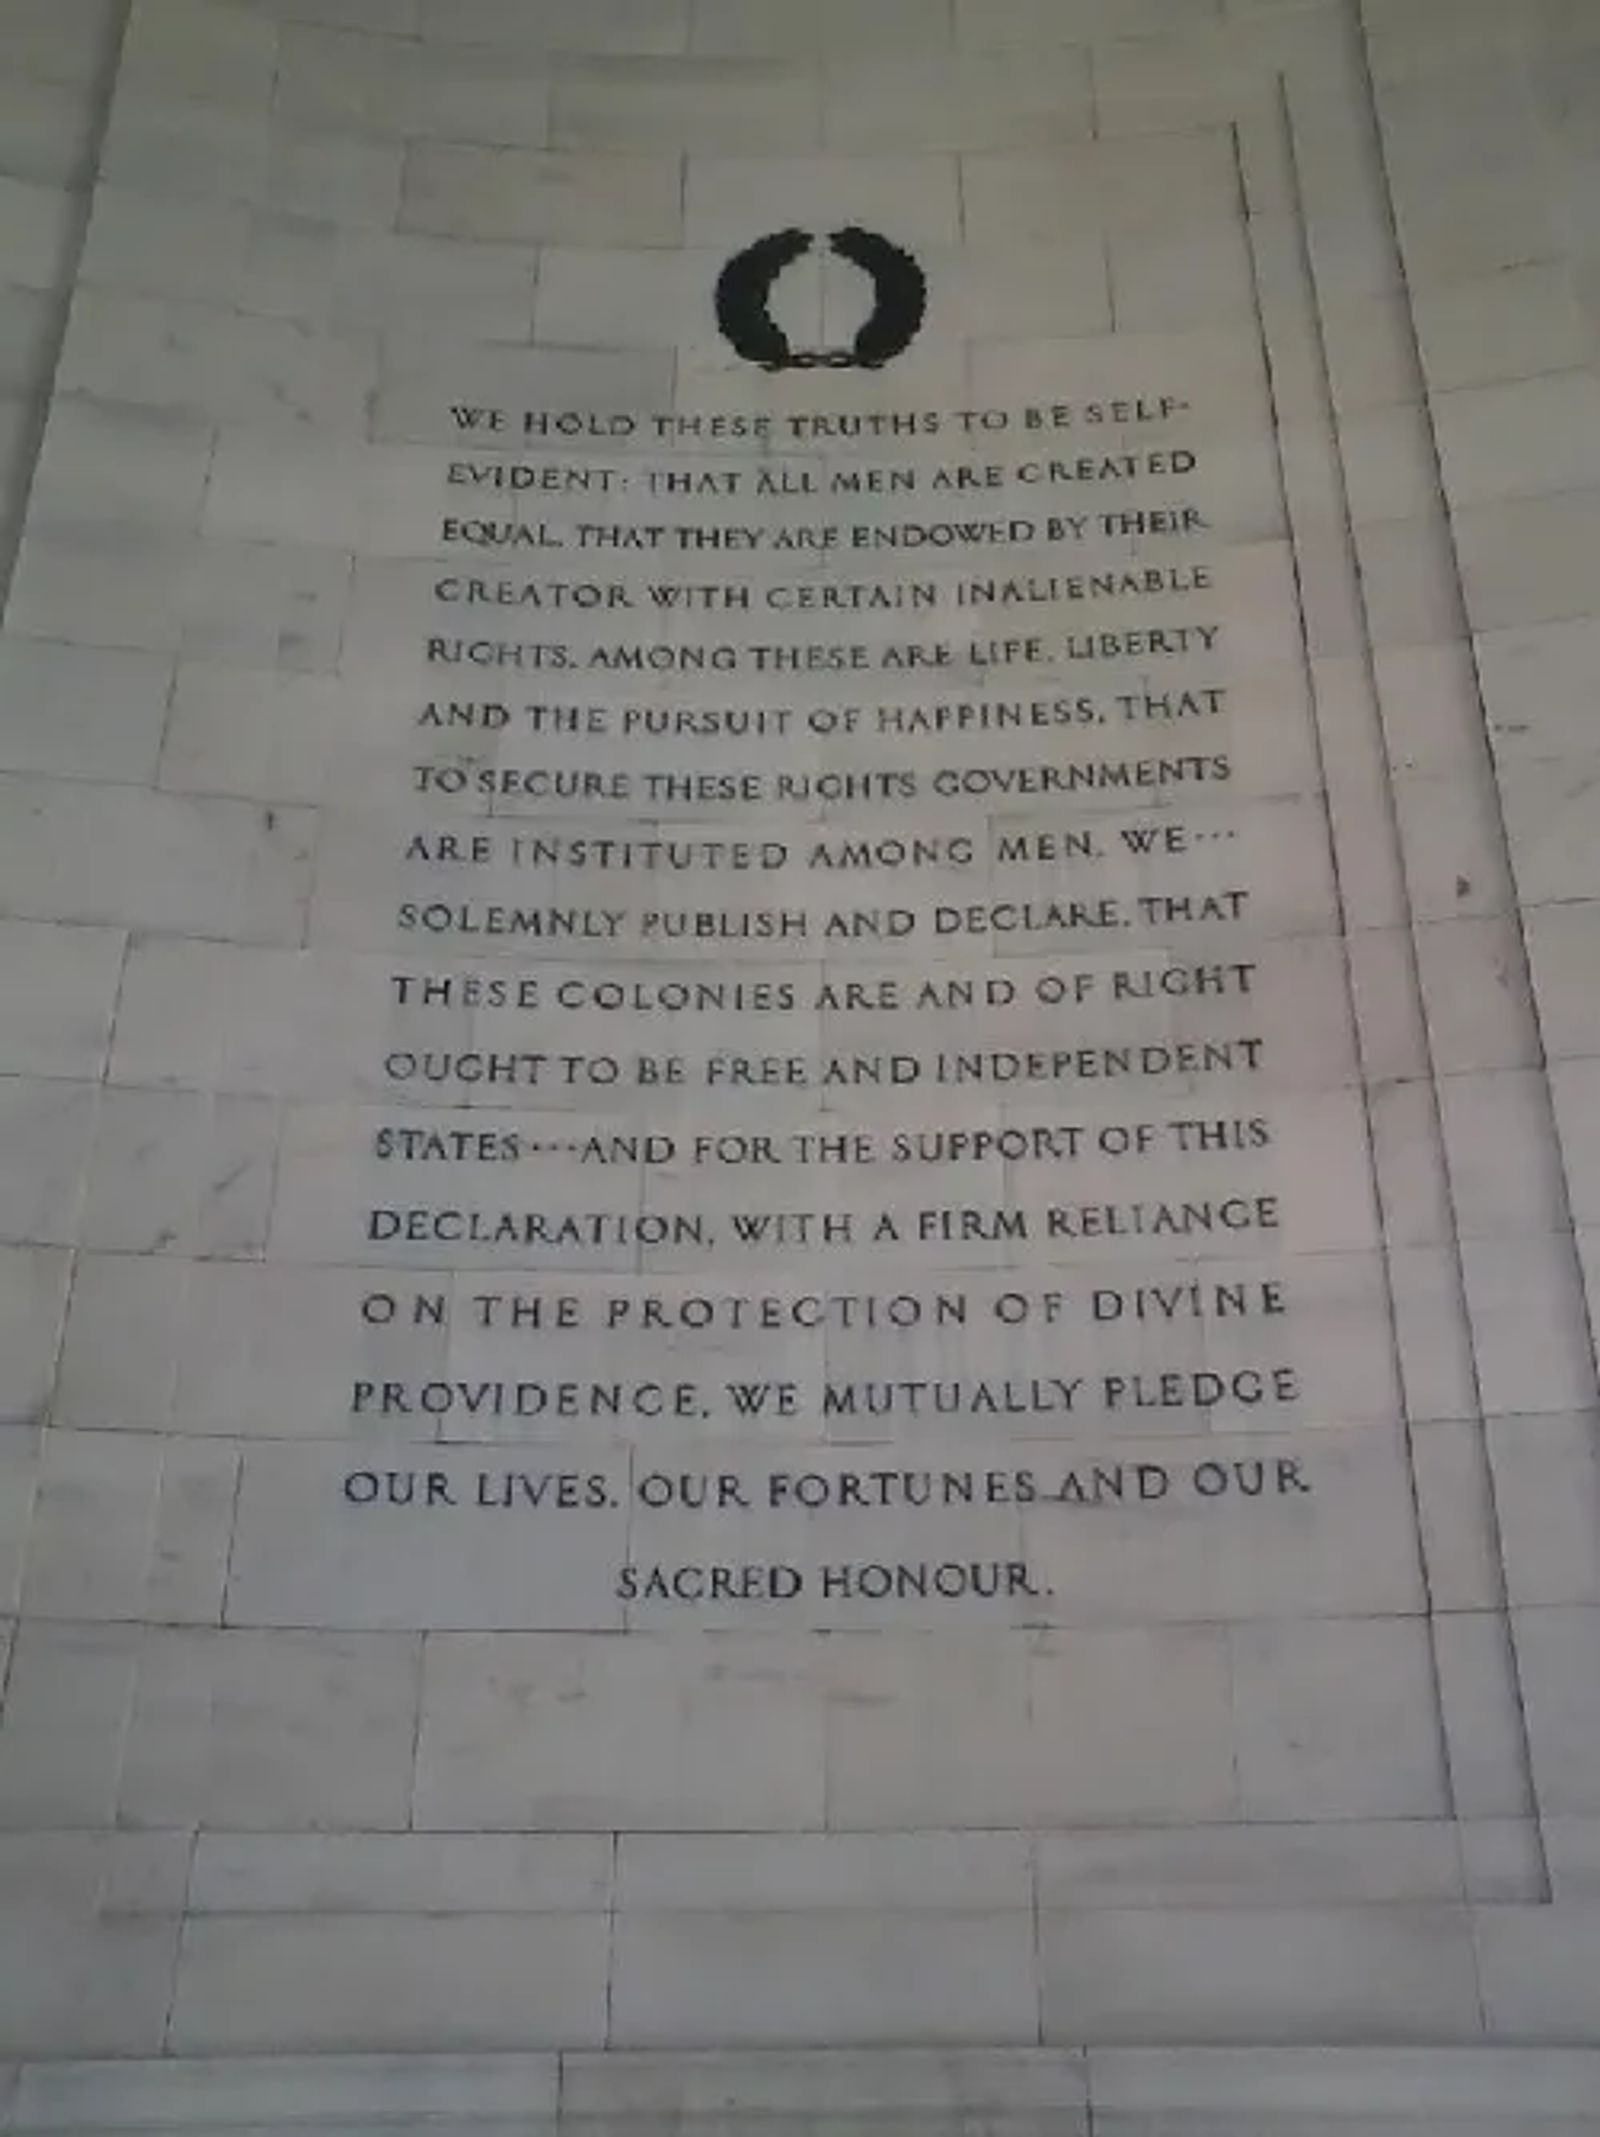 WE HOLD THESE TRUTHS TO BE SELF-
EVIDENT: THAT ALL MEN ARE CREATED
EQUAL, THAT THEY ARE ENDOWED BY THEIR
CREATOR WITH CERTAIN INALIENABLE
RIGHTS, AMONG THESE ARE LIFE, LIBERTY
AND THE PURSUIT OF HAPPINESS, THAT
TO SECURE THESE RIGHTS GOVERNMENTS
ARE INSTITUTED AMONG MEN. WE···
SOLEMNLY PUBLISH AND DECLARE, THAT
THESE COLONIES ARE AND OF RIGHT
OUGHT TO BE FREE AND INDEPENDENT
STATES···AND FOR THE SUPPORT OF THIS
DECLARATION, WITH A FIRM RELIANCE
ON THE PROTECTION OF DIVINE
PROVIDENCE, WE MUTUALLY PLEDGE
OUR LIVES, OUR FORTUNES AND OUR
SACRED HONOUR.